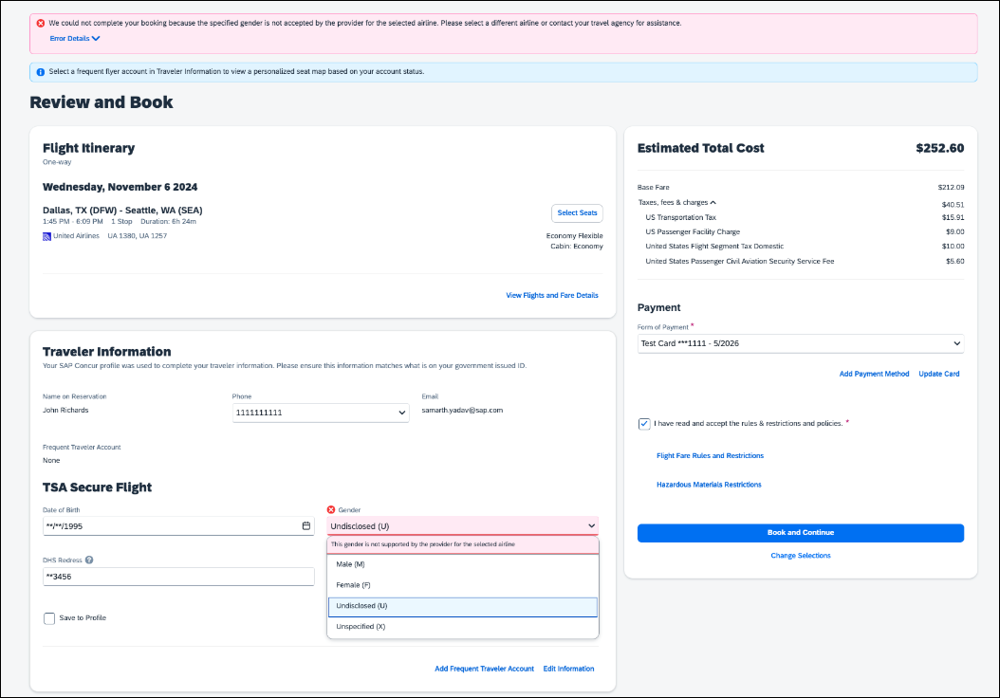 We could not complete your booking because the specified gender is not accepted by the provider for the selected airline. Please select a different airline or contact your travel agency for assistance.
Error Details
Select a frequent flyer account in Traveler Information to view a personalized seat map based on your account status.
Review and Book
Flight Itinerary
One-way
Wednesday, November 6 2024
Dallas, TX (DFW) - Seattle, WA (SEA)
1:45 PM - 6:09 PM 1 Stop Duration: 6h 24m
Select Seats
United Airlines UA 1380, UA 1257
Economy Flexible
Cabin: Economy
View Flights and Fare Details
Traveler Information
Your SAP Concur profile was used to complete your traveler information. Please ensure this information matches what is on your government issued ID.
Name on Reservation
John Richards
Phone
1111111111
Email
samarth.yadav@sap.com
Frequent Traveler Account
None
TSA Secure Flight
Date of Birth
**/**/1995
Gender
Undisclosed (U)
This gender is not supported by the provider for the selected airline
Male (M)
Female (F)
Undisclosed (U)
Unspecified (X)
DHS Redress ?
**3456
Save to Profile
Add Frequent Traveler Account Edit Information
Estimated Total Cost $252.60
Base Fare $212.09
Taxes, fees & charges $40.51
US Transportation Tax $15.91
US Passenger Facility Charge $9.00
United States Flight Segment Tax Domestic $10.00
United States Passenger Civil Aviation Security Service Fee $5.60
Payment
Form of Payment *
Test Card ***1111 - 5/2026
Add Payment Method Update Card
I have read and accept the rules & restrictions and policies. *
Flight Fare Rules and Restrictions
Hazardous Materials Restrictions
Book and Continue
Change Selections